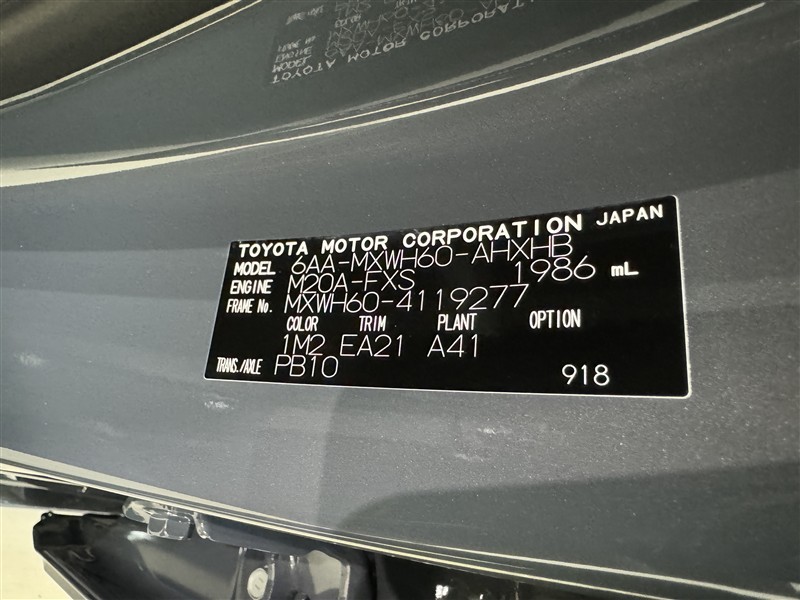 TOYOTA MOTOR CORPORATION JAPAN
MODEL 6AA-MXWH60-AHXHB
ENGINE M20A-FXS 1986 mL
FRAME No. MXWH60-4119277
COLOR TRIM PLANT OPTION
1M2 EA21 A41
TRANS./AXLE PB10
918